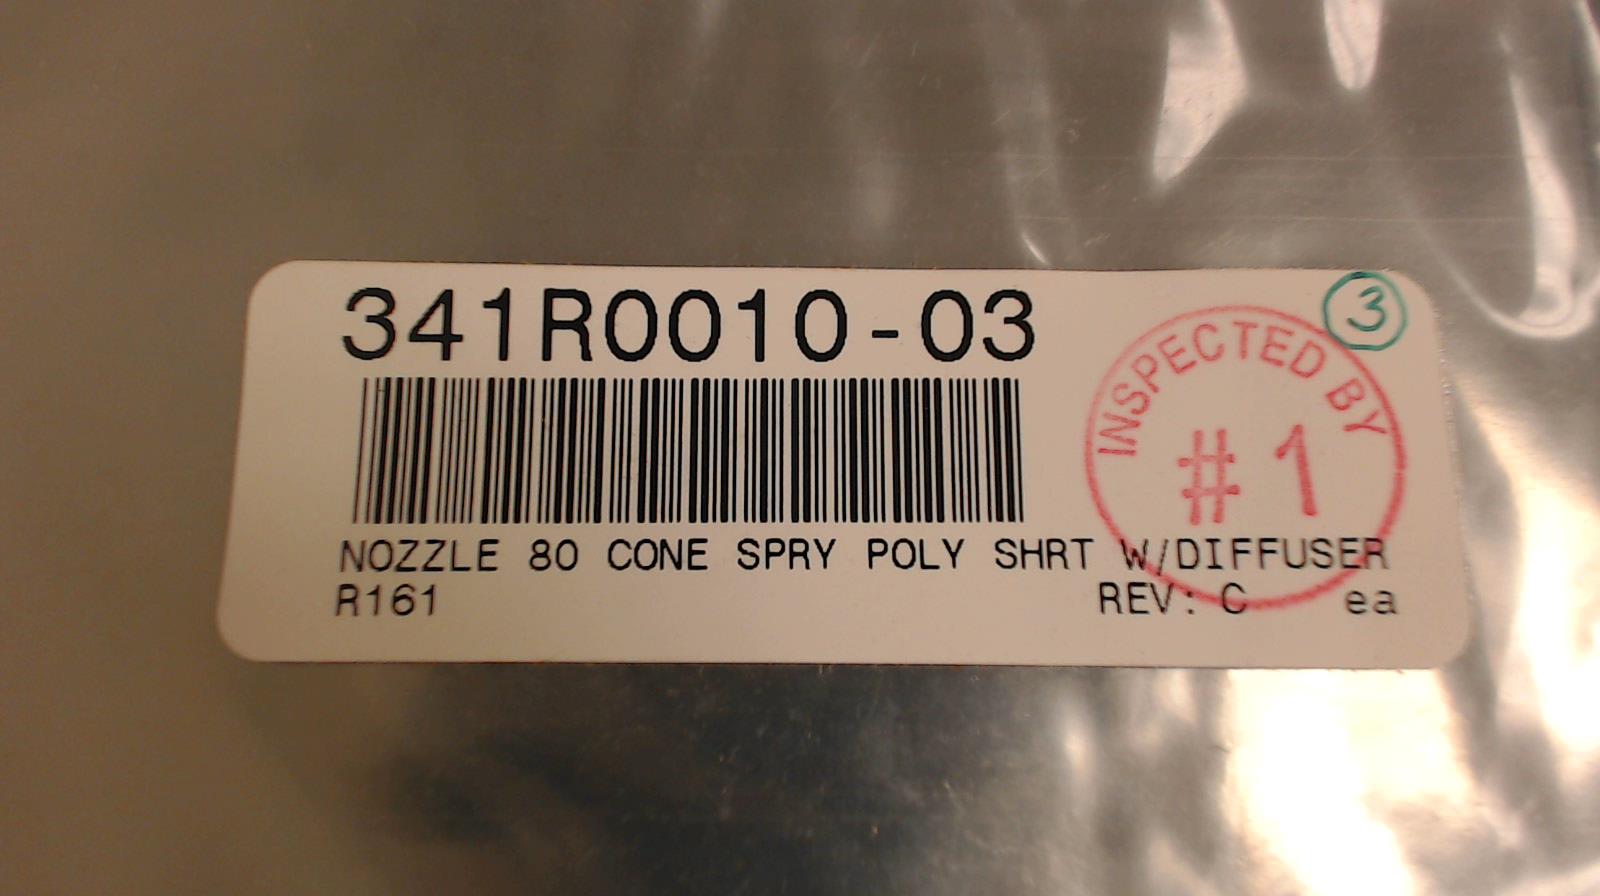 341R0010-03
3
INSPECTED BY
#1
NOZZLE 80 CONE SPRY POLY SHRT W/DIFFUSER
R161 REV: C ea